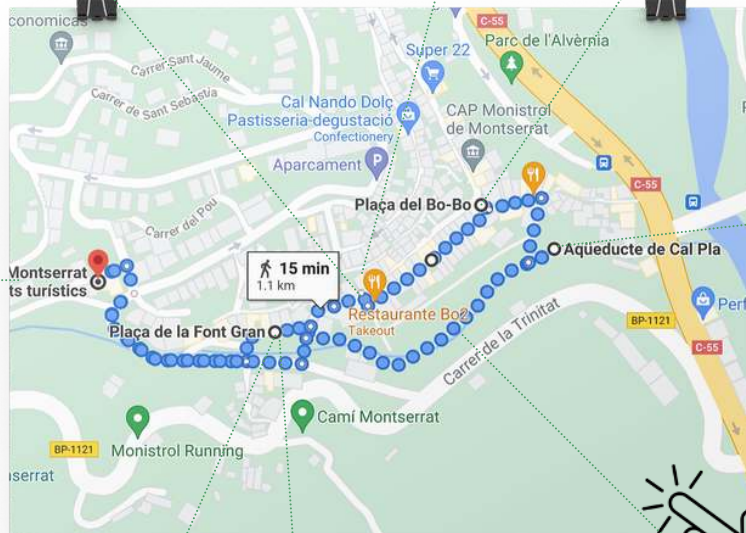 conomicas
C-55
Super 22
Parc de l'Alvèrnia
Carrer Sant Jaume
Carrer de Sant Sebastià
Cal Nando Dolç
Pastisseria-degustació
Confectionery
CAP Monistrol
de Montserrat
Aparcament
P
C-55
Plaça del Bo-Bo
Carrer del Pou
Aqueducte de Cal Pla
15 min
1.1 km
Montserrat
ts turístics
Perf
Restaurante Bo2
Takeout
Plaça de la Font Gran
BP-1121
C-55
Carrer de la Trinitat
Camí Montserrat
BP-1121
Monistrol Running
serrat